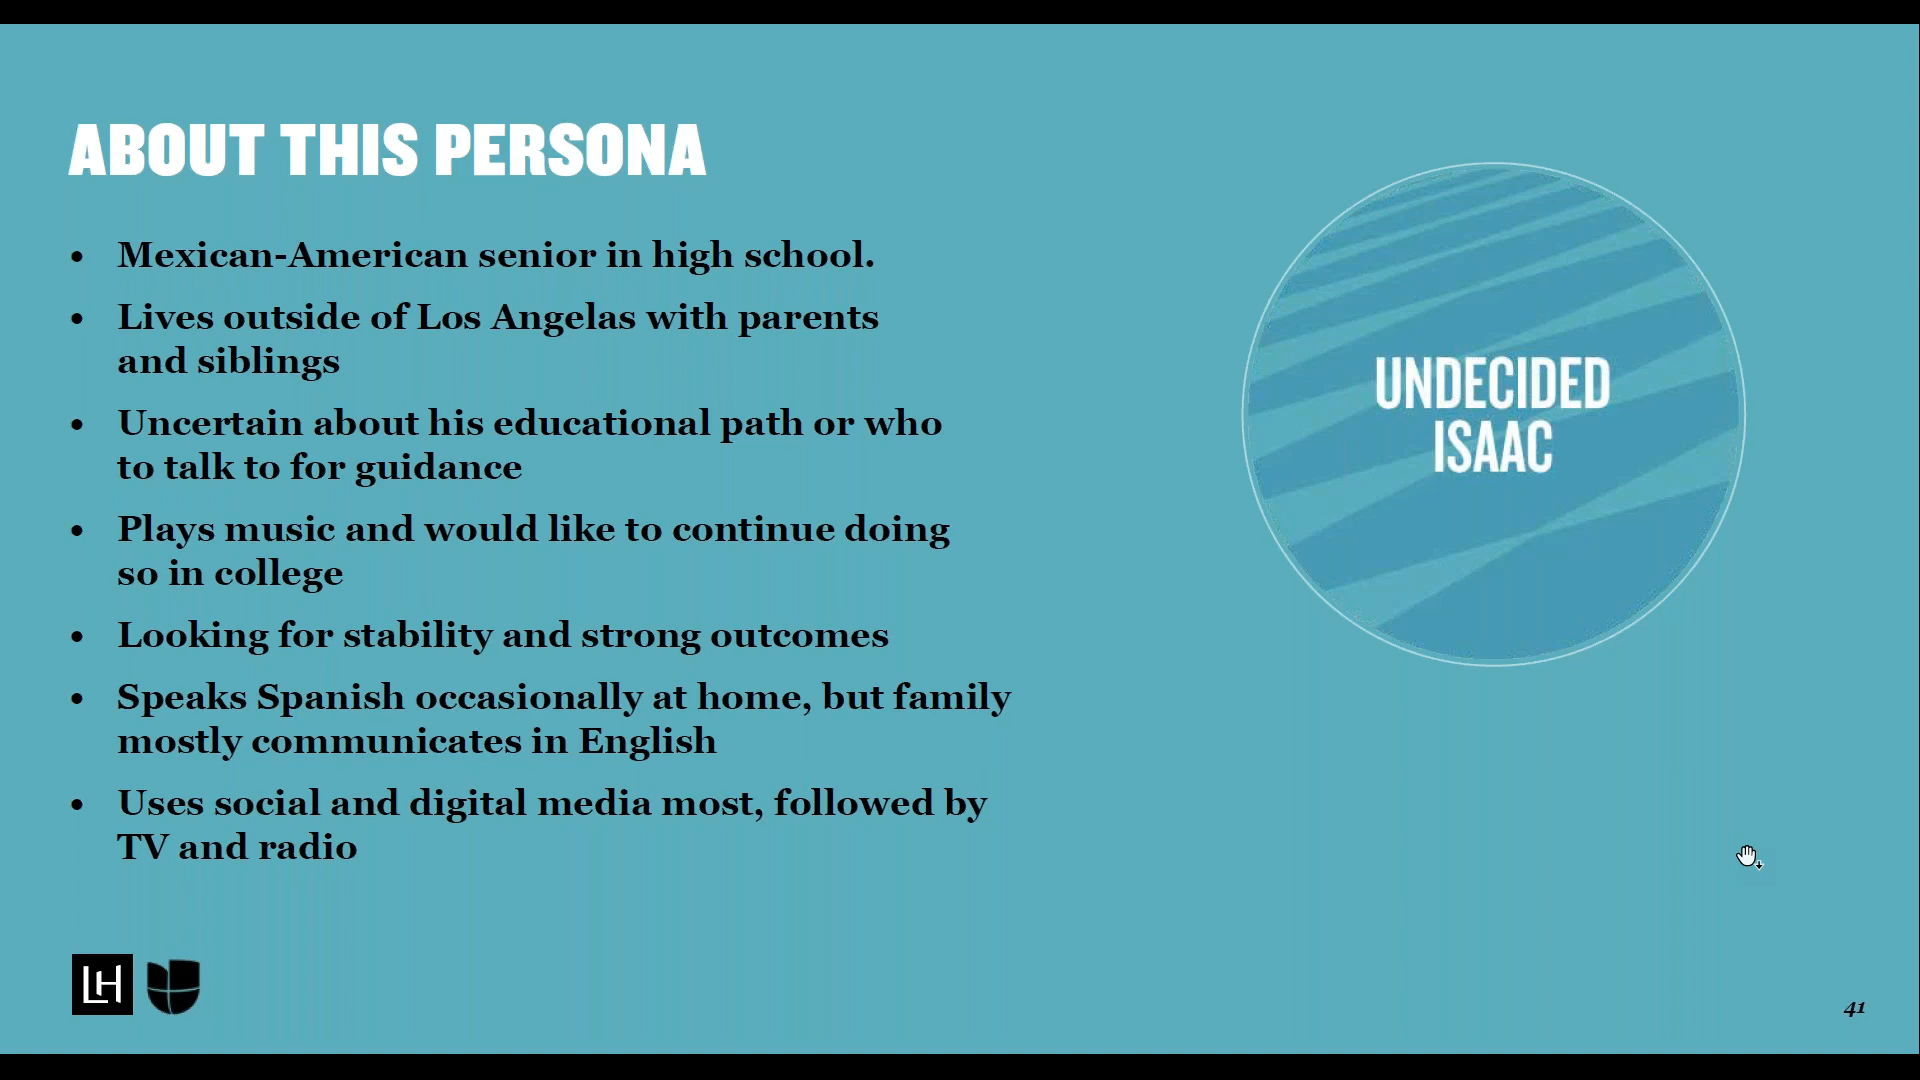 ABOUT THIS PERSONA
• Mexican-American senior in high school.
• Lives outside of Los Angelas with parents
and siblings
• Uncertain about his educational path or who
to talk to for guidance
• Plays music and would like to continue doing
so in college
• Looking for stability and strong outcomes
• Speaks Spanish occasionally at home, but family
mostly communicates in English
• Uses social and digital media most, followed by
TV and radio
UNDECIDED
ISAAC
LH
41